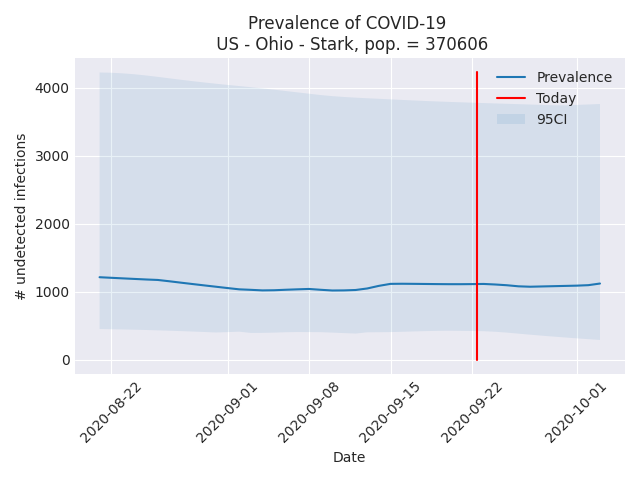 Prevalence of COVID-19
US - Ohio - Stark, pop. = 370606
# undetected infections
4000
3000
2000
1000
0
Prevalence
Today
95CI
2020-08-22
2020-09-01
2020-09-08
2020-09-15
2020-09-22
2020-10-01
Date